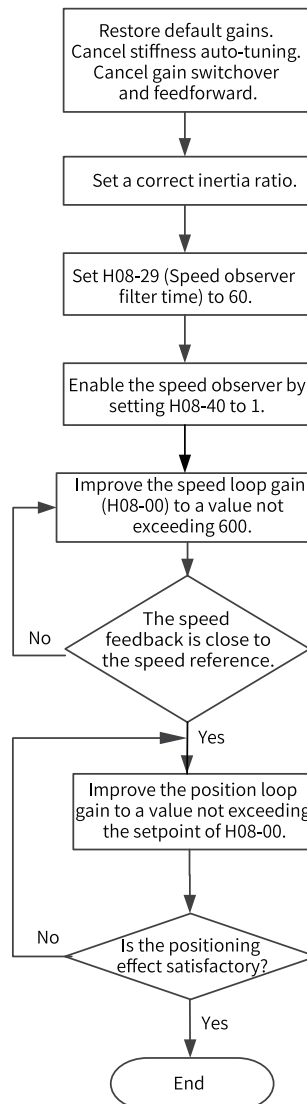 Restore default gains.
Cancel stiffness auto-tuning.
Cancel gain switchover
and feedforward.
Set a correct inertia ratio.
Set H08-29 (Speed observer
filter time) to 60.
Enable the speed observer by
setting H08-40 to 1.
Improve the speed loop gain
(H08-00) to a value not
exceeding 600.
The speed
feedback is close to
the speed reference.
No
Yes
Improve the position loop
gain to a value not exceeding
the setpoint of H08-00.
No
Is the positioning
effect satisfactory?
Yes
End